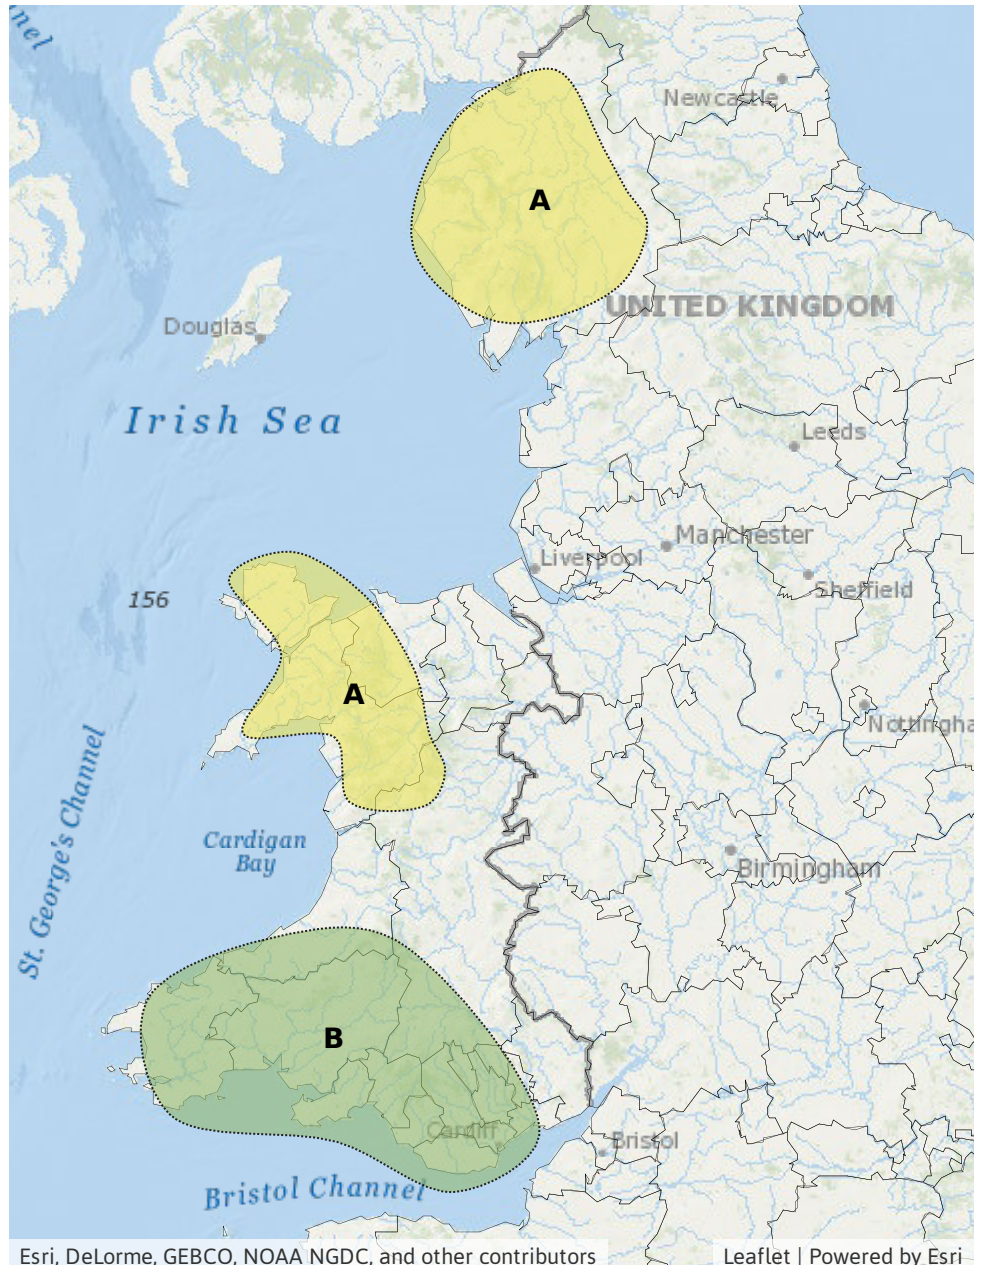 nel
Newcastle
A
UNITED KINGDOM
Douglas
Irish Sea
Leeds
Manchester
Liverpool
Sheffield
156
A
Nottingha
St. George's Channel
Cardigan
Bay
Birmingham
B
Cardiff
Bristol
Bristol Channel
Esri, DeLorme, GEBCO, NOAA NGDC, and other contributors
Leaflet | Powered by Esri